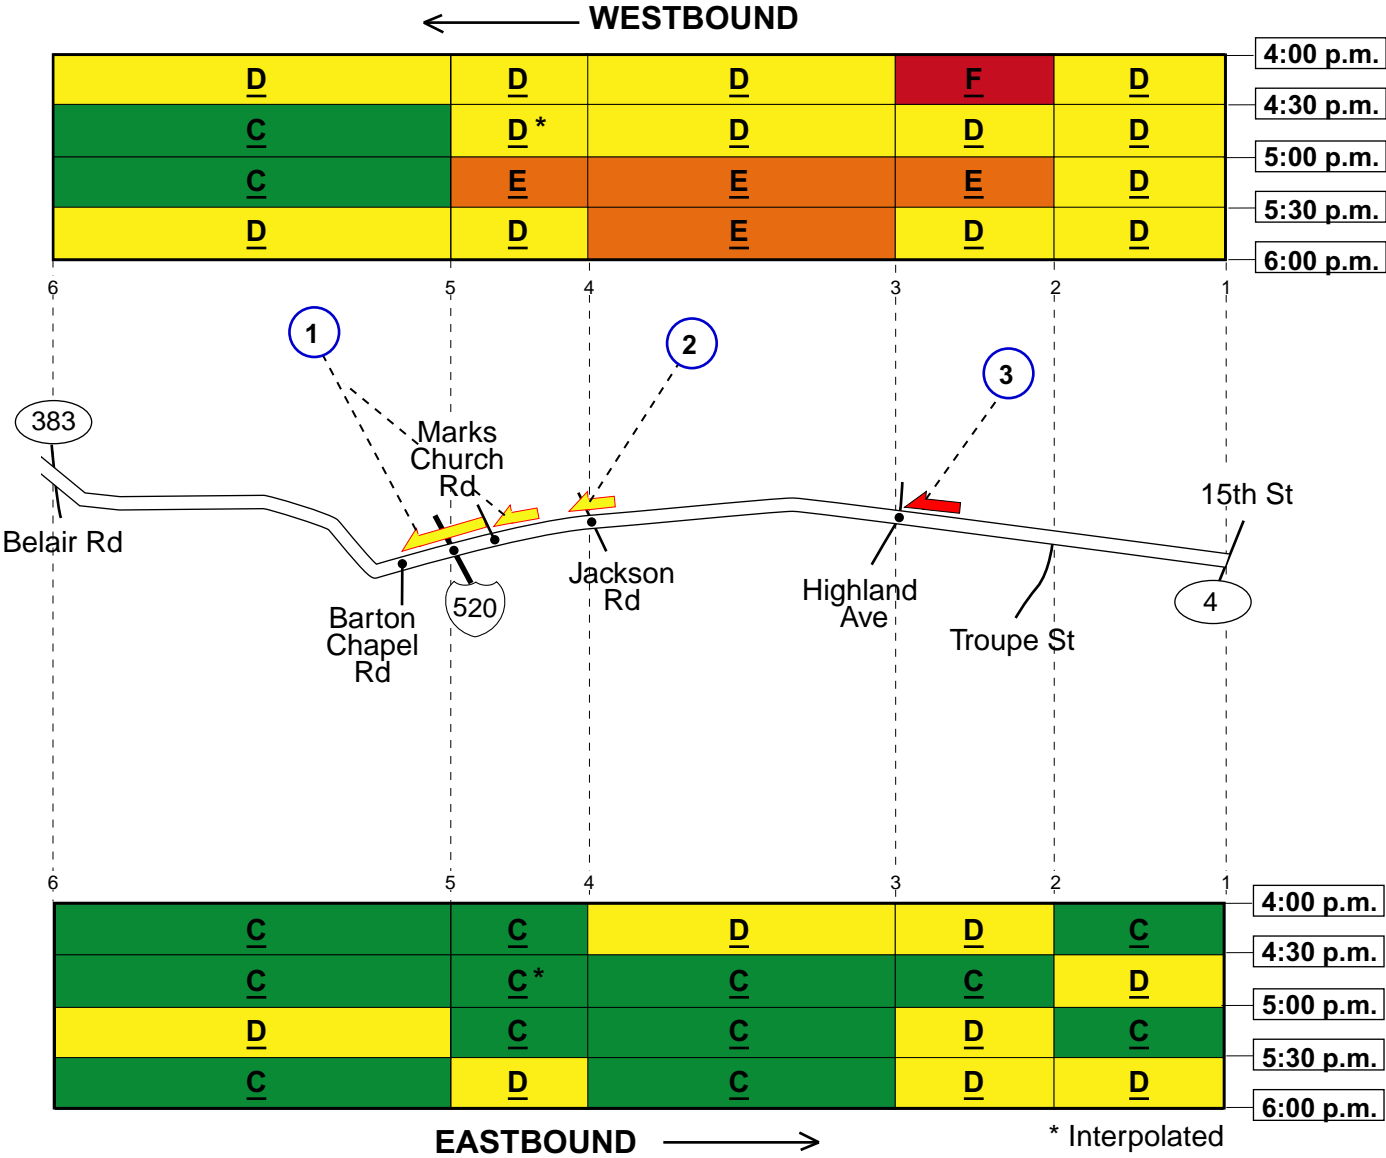 WESTBOUND
4:00 p.m.
D D D F D
4:30 p.m.
C D * D D D
5:00 p.m.
C E E E D
5:30 p.m.
D D E D D
6:00 p.m.
6 5 4 3 2 1
1
2
3
383
Marks
Church
Rd
15th St
Belair Rd
Jackson
Rd
520
Highland
Ave
4
Barton
Chapel
Rd
Troupe St
6 5 4 3 2 1
4:00 p.m.
C C D D C
4:30 p.m.
C C * C C D
5:00 p.m.
D C C D C
5:30 p.m.
C D C D D
6:00 p.m.
EASTBOUND
* Interpolated